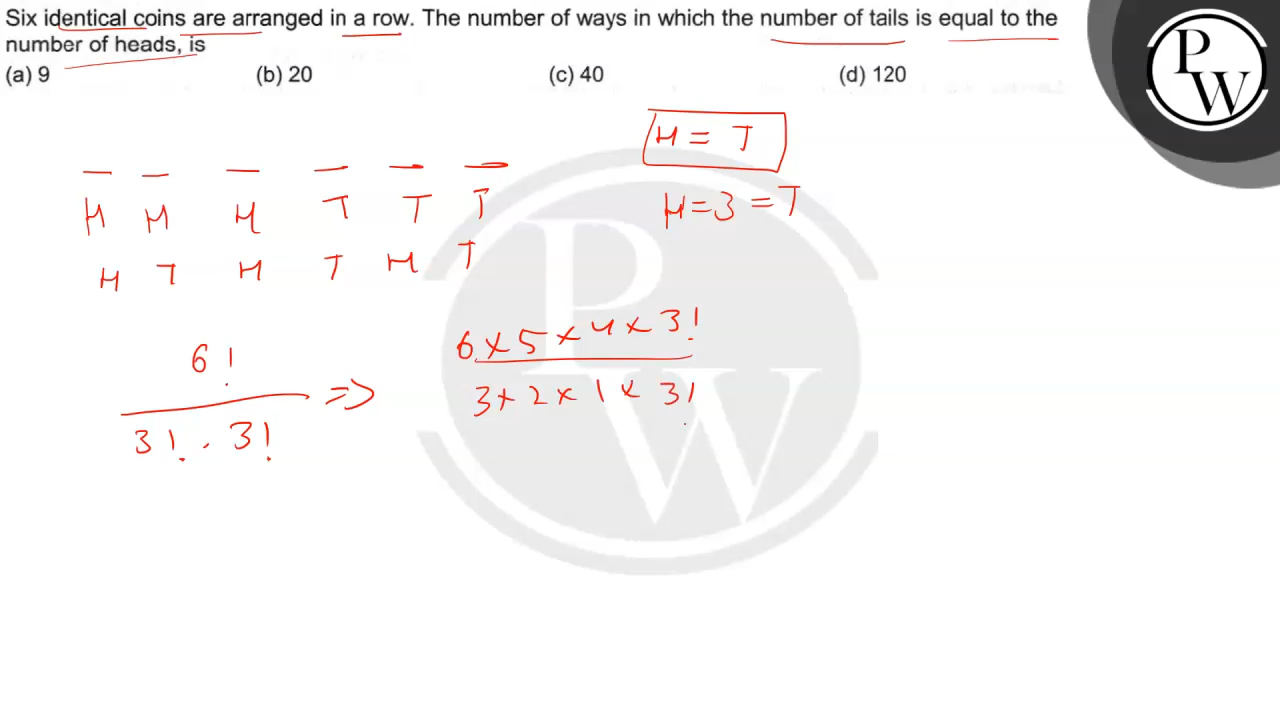 Six identical coins are arranged in a row. The number of ways in which the number of tails is equal to the
number of heads, is
(a) 9 (b) 20 (c) 40 (d) 120
PW
H = T
H = 3 = T
H H H T T T
H T H T H T
6! / 3! . 3! => 6 x 5 x 4 x 3! / 3 x 2 x 1 x 3!
PW